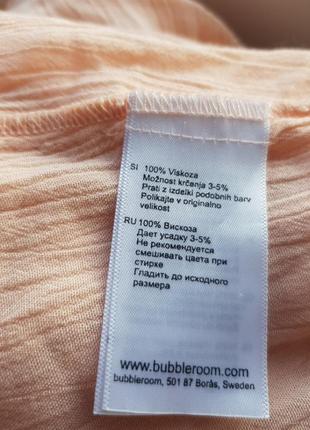 SI 100% Viskoza
Možnost krčenja 3-5%
Prati z izdelki podobnih barv
Polikajte v originalno
velikost
RU 100% Вискоза
Дает усадку 3-5%
Не рекомендуется
смешивать цвета при
стирке
Гладить до исходного
размера
www.bubbleroom.com
bubbleroom, 501 87 Borås, Sweden